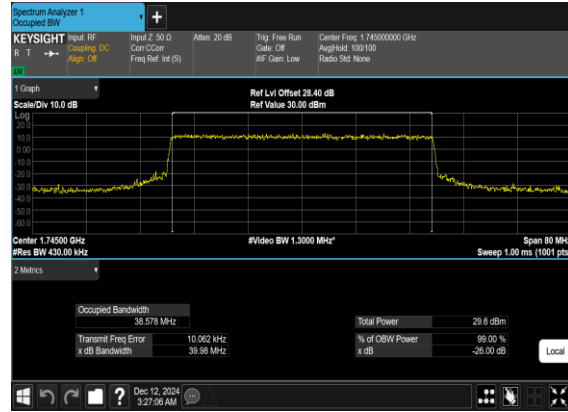 Spectrum Analyzer 1
Occupied BW
KEYSIGHT
R T
LM
Input: RF
Coupling: DC
Align: Off
Input Z: 50 Ω
Corr CCorr
Freq Ref: Int (S)
Atten: 20 dB
Trig: Free Run
Gate: Off
#IF Gain: Low
Center Freq: 1.745000000 GHz
Avg|Hold: 100/100
Radio Std: None
1 Graph
Scale/Div 10.0 dB
Ref Lvl Offset 28.40 dB
Ref Value 30.00 dBm
Log
20.0
10.0
0.00
-10.0
-20.0
-30.0
-40.0
-50.0
-60.0
Center 1.74500 GHz
#Res BW 430.00 kHz
#Video BW 1.3000 MHz*
Span 80 MHz
Sweep 1.00 ms (1001 pts)
2 Metrics
Occupied Bandwidth
38.578 MHz
Transmit Freq Error 10.062 kHz
x dB Bandwidth 39.98 MHz
Total Power 29.6 dBm
% of OBW Power 99.00 %
x dB -26.00 dB
Local
?
Dec 12, 2024
3:27:06 AM